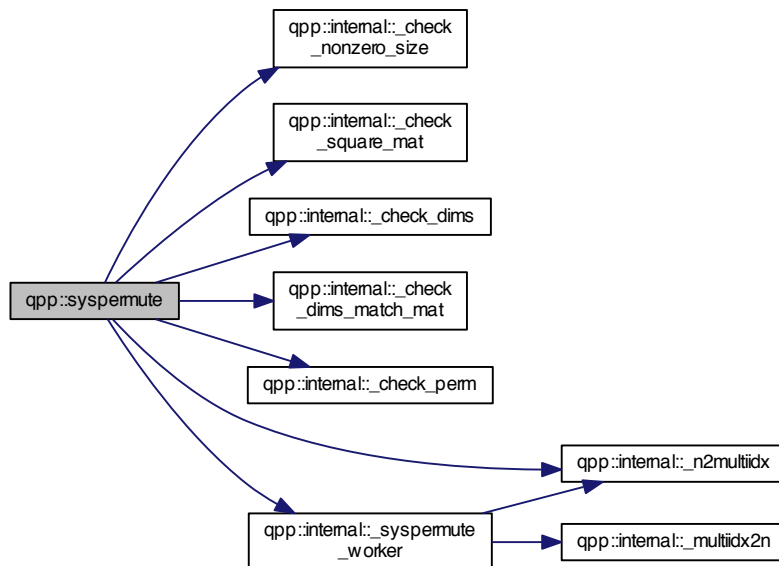 qpp::internal::_check
_nonzero_size
qpp::internal::_check
_square_mat
qpp::internal::_check_dims
qpp::syspermute
qpp::internal::_check
_dims_match_mat
qpp::internal::_check_perm
qpp::internal::_n2multiidx
qpp::internal::_syspermute
_worker
qpp::internal::_multiidx2n